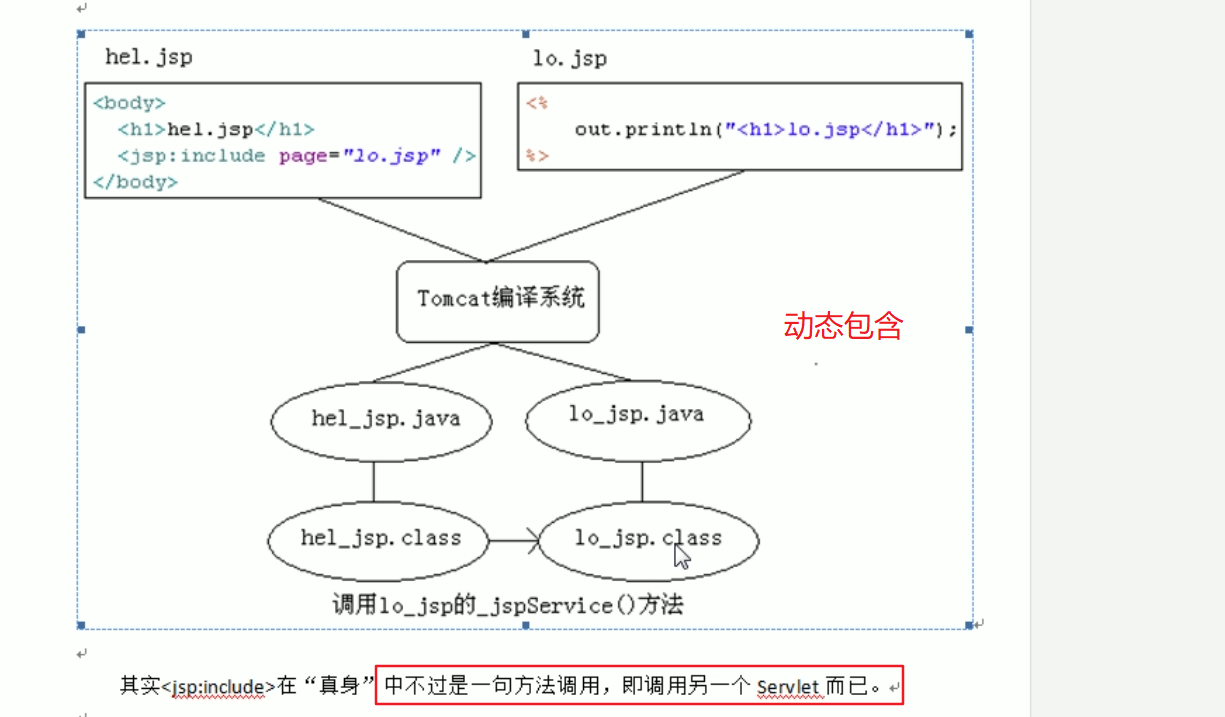 hel.jsp
lo.jsp
<body>
<h1>hel.jsp</h1>
<jsp:include page="lo.jsp" />
</body>
<%
out.println("<h1>lo.jsp</h1>");
%>
Tomcat编译系统
动态包含
hel_jsp.java
lo_jsp.java
hel_jsp.class
lo_jsp.class
调用lo_jsp的_jspService()方法
其实<jsp:include>在“真身”中不过是一句方法调用，即调用另一个 Servlet 而已。